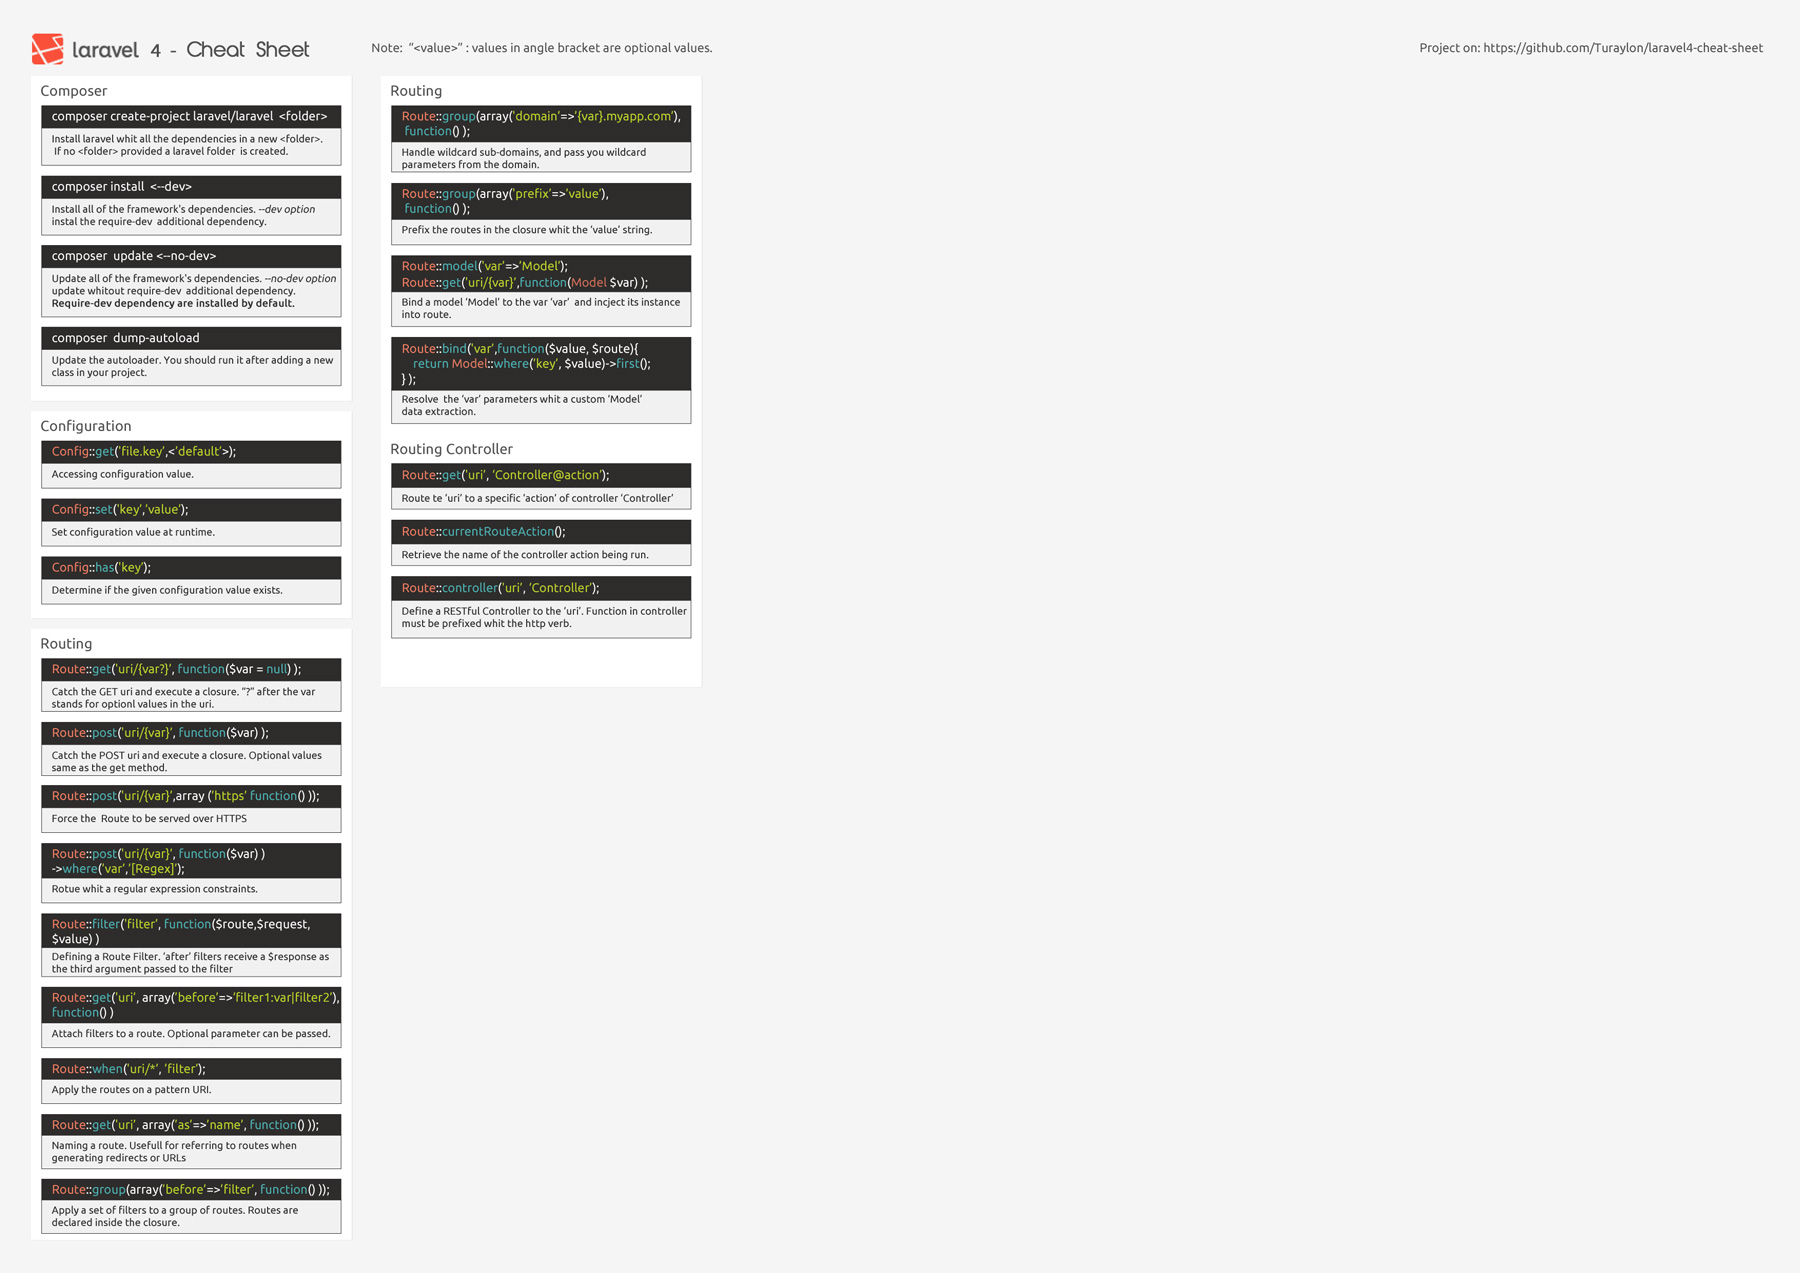 laravel 4 - Cheat Sheet
Note: “<value>” : values in angle bracket are optional values.
Project on: https://github.com/Turaylon/laravel4-cheat-sheet
Composer
composer create-project laravel/laravel <folder>
Install laravel whit all the dependencies in a new <folder>.
If no <folder> provided a laravel folder is created.
composer install <--dev>
Install all of the framework's dependencies. --dev option
instal the require-dev additional dependency.
composer update <--no-dev>
Update all of the framework's dependencies. --no-dev option
update whitout require-dev additional dependency.
Require-dev dependency are installed by default.
composer dump-autoload
Update the autoloader. You should run it after adding a new
class in your project.
Configuration
Config::get('file.key',<'default'>);
Accessing configuration value.
Config::set('key','value');
Set configuration value at runtime.
Config::has('key');
Determine if the given configuration value exists.
Routing
Route::get('uri/{var?}', function($var = null) );
Catch the GET uri and execute a closure. “?” after the var
stands for optionl values in the uri.
Route::post('uri/{var}', function($var) );
Catch the POST uri and execute a closure. Optional values
same as the get method.
Route::post('uri/{var}',array ('https' function() ));
Force the Route to be served over HTTPS
Route::post('uri/{var}', function($var) )
->where('var','[Regex]');
Rotue whit a regular expression constraints.
Route::filter('filter', function($route,$request,
$value) )
Defining a Route Filter. 'after' filters receive a $response as
the third argument passed to the filter
Route::get('uri', array('before'=>'filter1:var|filter2'),
function() )
Attach filters to a route. Optional parameter can be passed.
Route::when('uri/*', 'filter');
Apply the routes on a pattern URI.
Route::get('uri', array('as'=>'name', function() ));
Naming a route. Usefull for referring to routes when
generating redirects or URLs
Route::group(array('before'=>'filter', function() ));
Apply a set of filters to a group of routes. Routes are
declared inside the closure.
Routing
Route::group(array('domain'=>'{var}.myapp.com'),
function() );
Handle wildcard sub-domains, and pass you wildcard
parameters from the domain.
Route::group(array('prefix'=>'value'),
function() );
Prefix the routes in the closure whit the 'value' string.
Route::model('var'=>'Model');
Route::get('uri/{var}',function(Model $var) );
Bind a model 'Model' to the var 'var' and incject its instance
into route.
Route::bind('var',function($value, $route){
return Model::where('key', $value)->first();
} );
Resolve the 'var' parameters whit a custom 'Model'
data extraction.
Routing Controller
Route::get('uri', 'Controller@action');
Route te 'uri' to a specific 'action' of controller 'Controller'
Route::currentRouteAction();
Retrieve the name of the controller action being run.
Route::controller('uri', 'Controller');
Define a RESTful Controller to the 'uri'. Function in controller
must be prefixed whit the http verb.